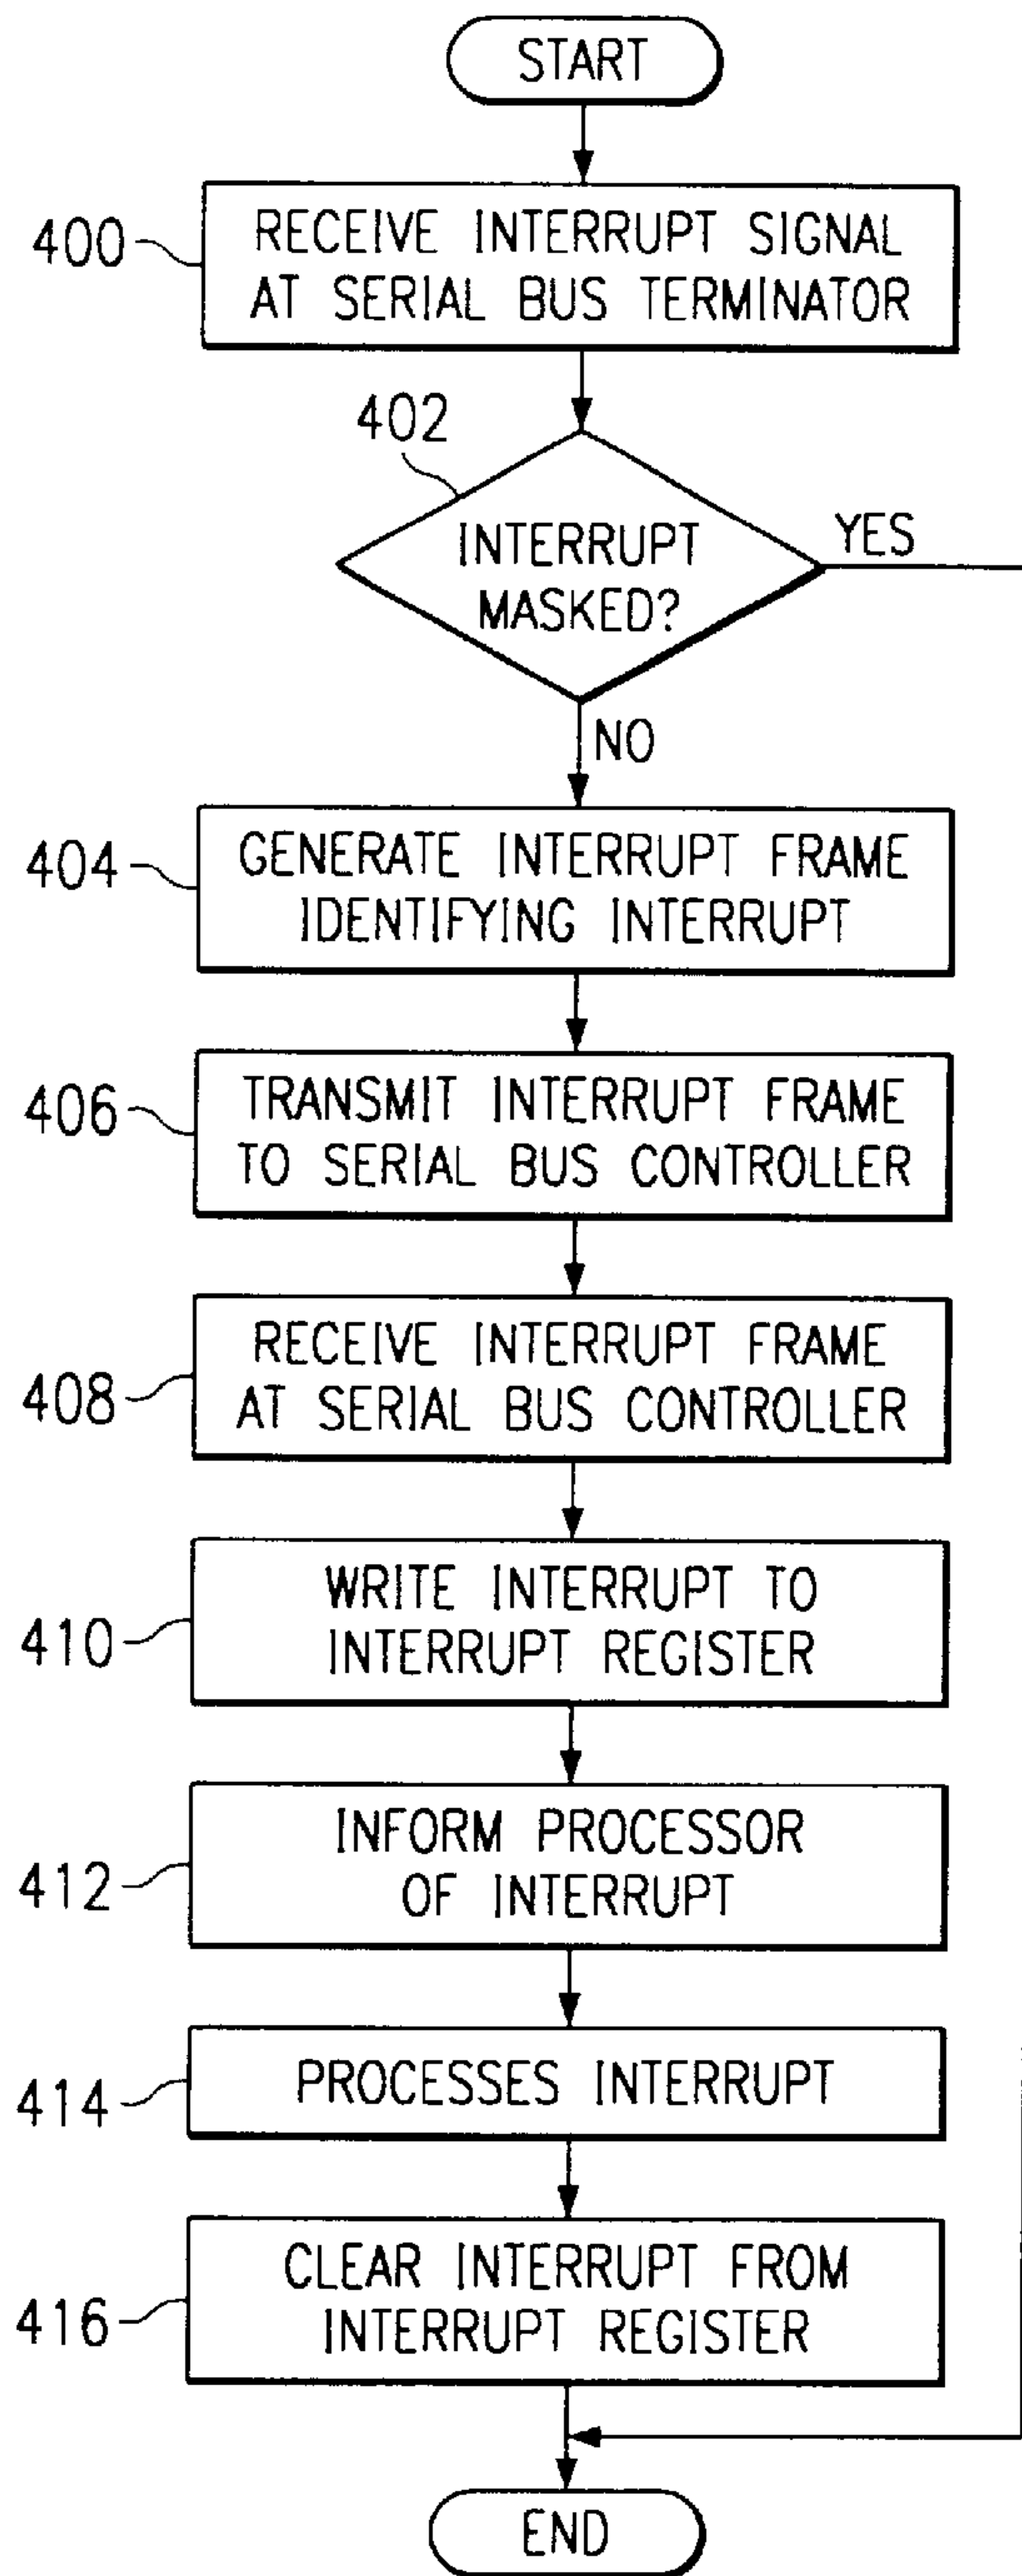 START
400
RECEIVE INTERRUPT SIGNAL
AT SERIAL BUS TERMINATOR
402
INTERRUPT
MASKED?
YES
NO
404
GENERATE INTERRUPT FRAME
IDENTIFYING INTERRUPT
406
TRANSMIT INTERRUPT FRAME
TO SERIAL BUS CONTROLLER
408
RECEIVE INTERRUPT FRAME
AT SERIAL BUS CONTROLLER
410
WRITE INTERRUPT TO
INTERRUPT REGISTER
412
INFORM PROCESSOR
OF INTERRUPT
414
PROCESSES INTERRUPT
416
CLEAR INTERRUPT FROM
INTERRUPT REGISTER
END